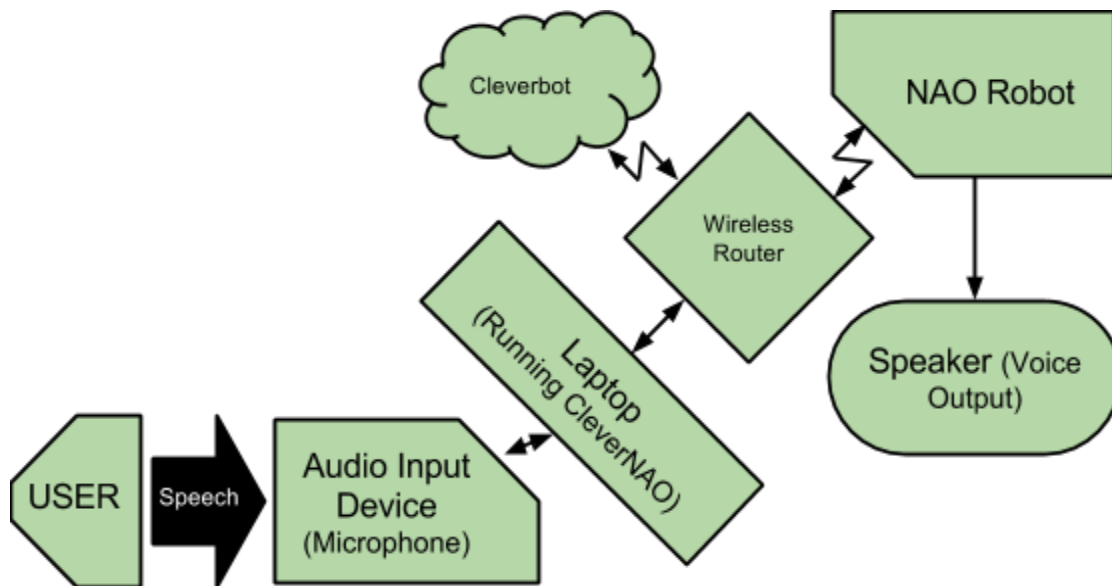 Cleverbot
NAO Robot
Wireless
Router
Laptop
(Running CleverNAO)
Speaker (Voice
Output)
USER
Speech
Audio Input
Device
(Microphone)